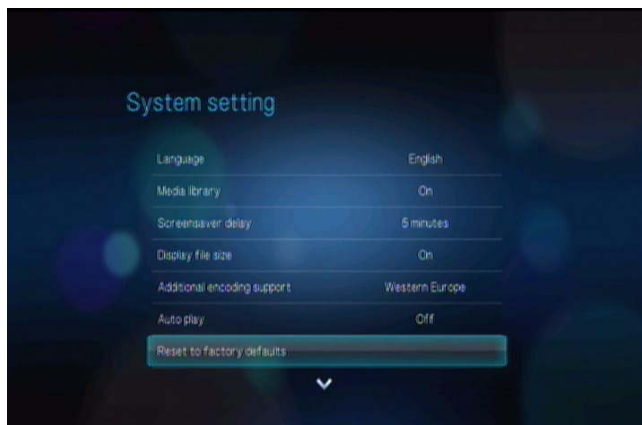 System setting
Language English
Media library On
Screensaver delay 5 minutes
Display file size On
Additional encoding support Western Europe
Auto play Off
Reset to factory defaults